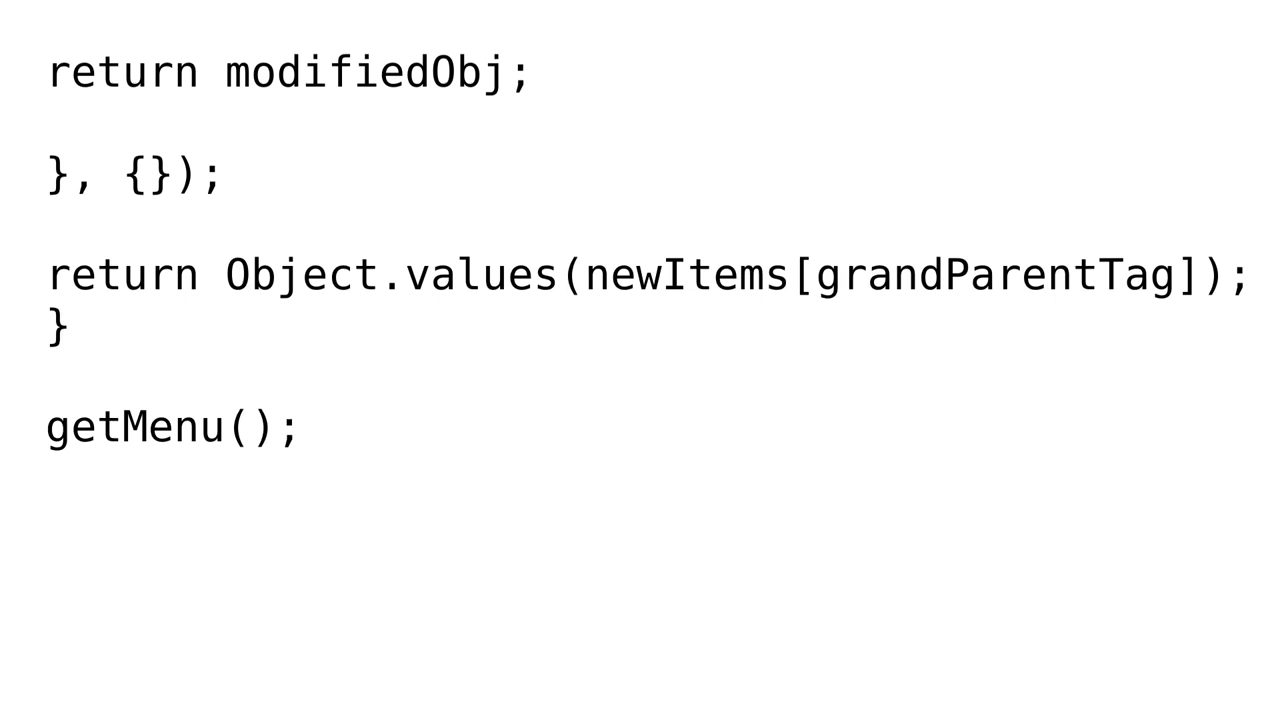 return modifiedObj;
}, {});
return Object.values(newItems[grandParentTag]);
}
getMenu();